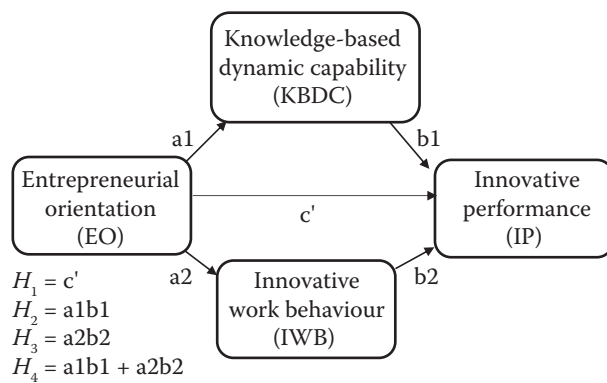 Knowledge-based
dynamic capability
(KBDC)
a1
b1
Entrepreneurial
orientation
(EO)
c'
Innovative
performance
(IP)
a2
Innovative
work behaviour
(IWB)
b2
H₁ = c'
H₂ = a1b1
H₃ = a2b2
H₄ = a1b1 + a2b2